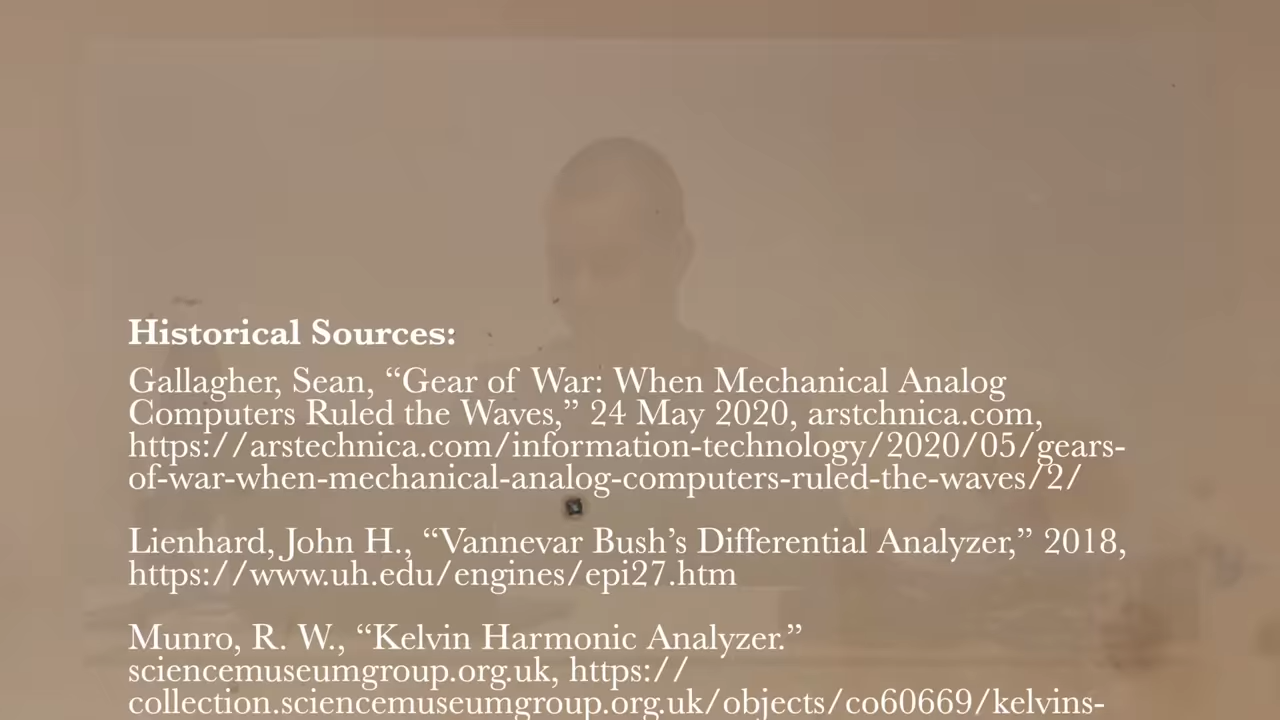 Historical Sources:
Gallagher, Sean, “Gear of War: When Mechanical Analog
Computers Ruled the Waves,” 24 May 2020, arstchnica.com,
https://arstechnica.com/information-technology/2020/05/gears-
of-war-when-mechanical-analog-computers-ruled-the-waves/2/
Lienhard, John H., “Vannevar Bush’s Differential Analyzer,” 2018,
https://www.uh.edu/engines/epi27.htm
Munro, R. W., “Kelvin Harmonic Analyzer.”
sciencemuseumgroup.org.uk, https://
collection.sciencemuseumgroup.org.uk/objects/co60669/kelvins-